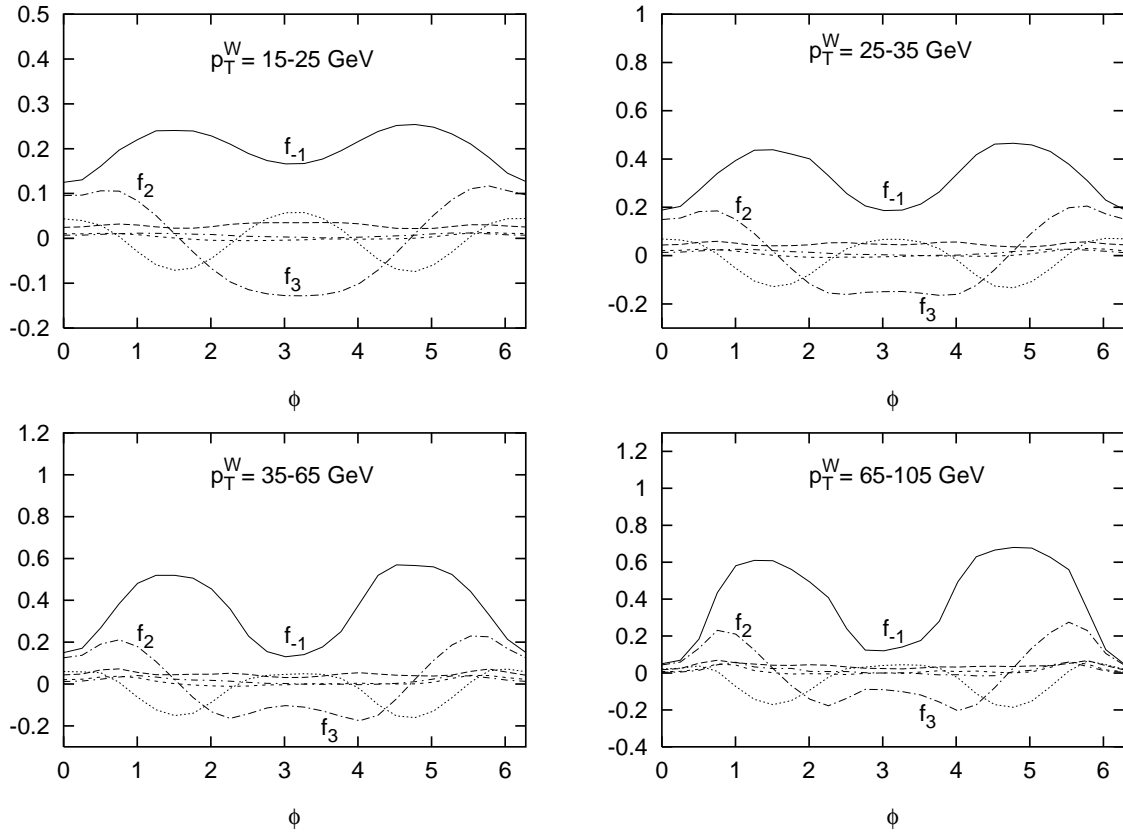 0.5
0.4
0.3
0.2
0.1
0
-0.1
-0.2
p_T^W = 15-25 GeV
f_-1
f_2
f_3
0 1 2 3 4 5 6
ϕ
1
0.8
0.6
0.4
0.2
0
-0.2
p_T^W = 25-35 GeV
f_-1
f_2
f_3
0 1 2 3 4 5 6
ϕ
1.2
1
0.8
0.6
0.4
0.2
0
-0.2
p_T^W = 35-65 GeV
f_-1
f_2
f_3
0 1 2 3 4 5 6
ϕ
1.2
1
0.8
0.6
0.4
0.2
0
-0.2
-0.4
p_T^W = 65-105 GeV
f_-1
f_2
f_3
0 1 2 3 4 5 6
ϕ